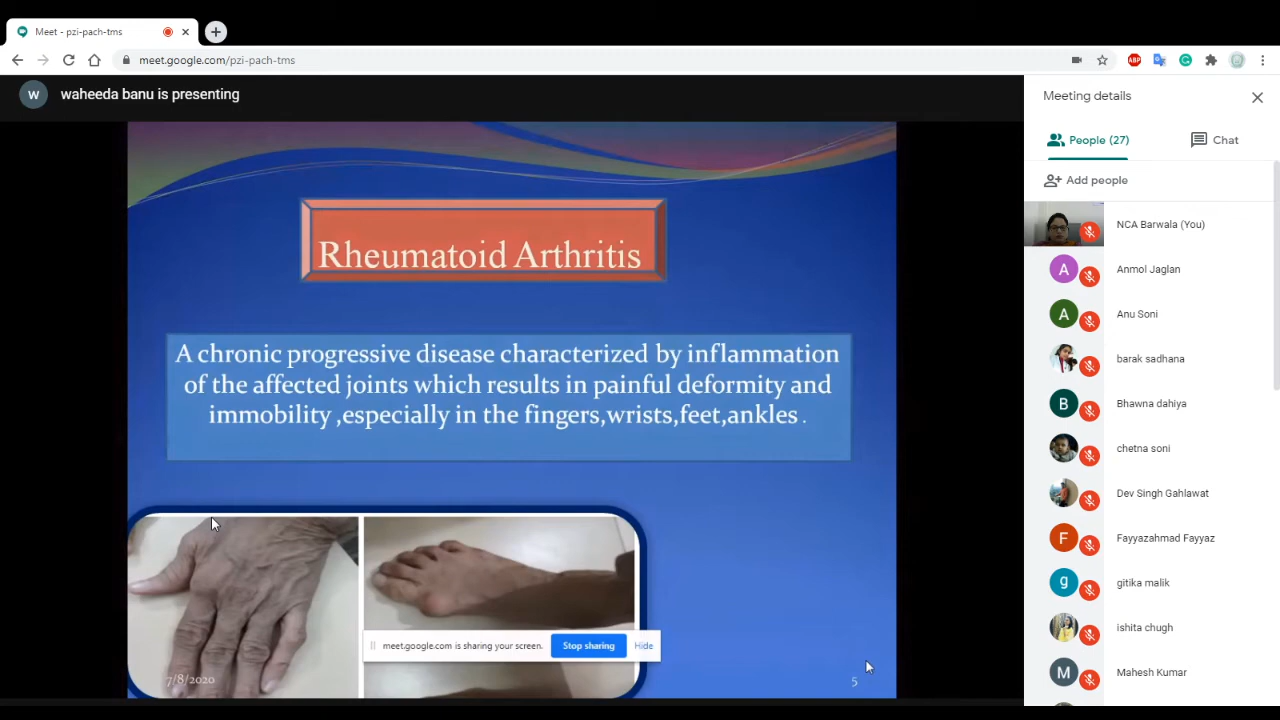 Meet - pzi-pach-tms
meet.google.com/pzi-pach-tms
ABP
W
waheeda banu is presenting
Rheumatoid Arthritis
A chronic progressive disease characterized by inflammation
of the affected joints which results in painful deformity and
immobility ,especially in the fingers,wrists,feet,ankles .
meet.google.com is sharing your screen.
Stop sharing
Hide
7/8/2020
5
Meeting details
People (27)
Chat
Add people
NCA Barwala (You)
A
Anmol Jaglan
A
Anu Soni
barak sadhana
B
Bhawna dahiya
chetna soni
Dev Singh Gahlawat
F
Fayyazahmad Fayyaz
g
gitika malik
ishita chugh
M
Mahesh Kumar